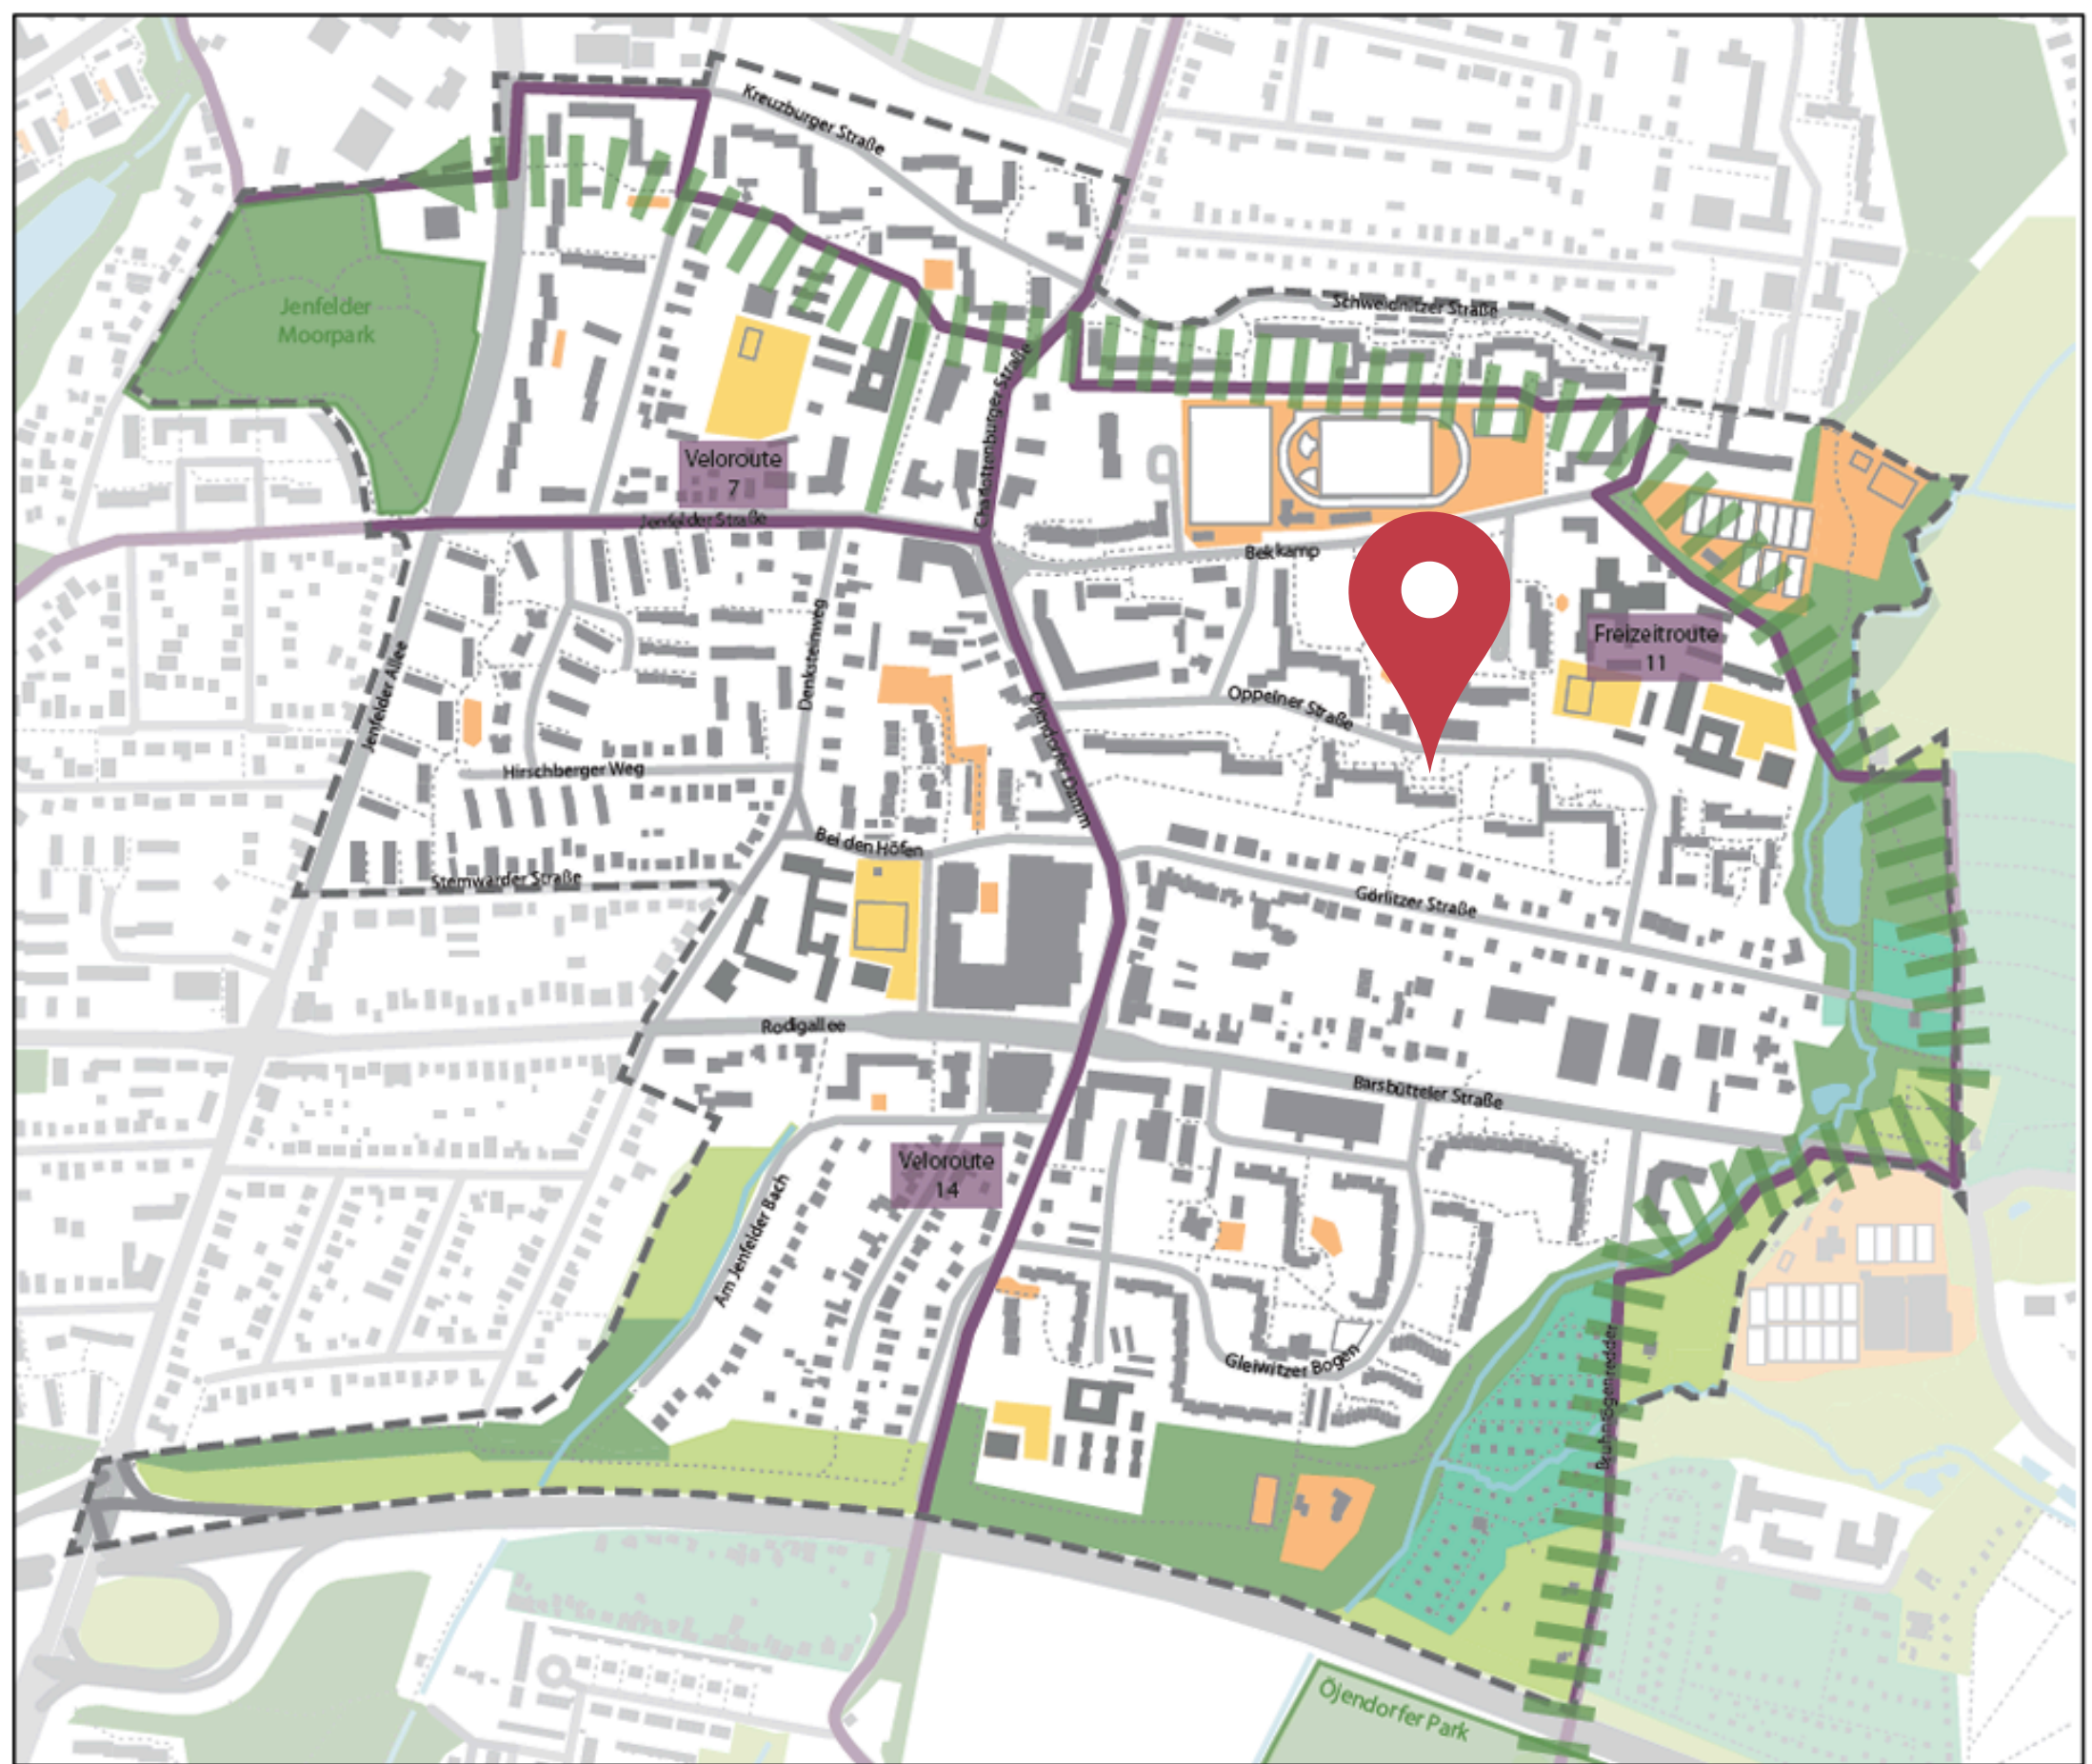 Kreuzburger Straße
Schweidnitzer Straße
Jenfelder
Moorpark
Charlottenburger Straße
Veloroute
7
Jenfelder Straße
Bekkamp
Freizeitroute
11
Jenfelder Allee
Denksteinweg
Oppelner Straße
Öjendorfer Damm
Hirschberger Weg
Bei den Höfen
Stemwarder Straße
Görlitzer Straße
Rodigallee
Barsbütteler Straße
Veloroute
14
Am Jenfelder Bach
Gleiwitzer Bogen
Bruhnrögenredder
Öjendorfer Park